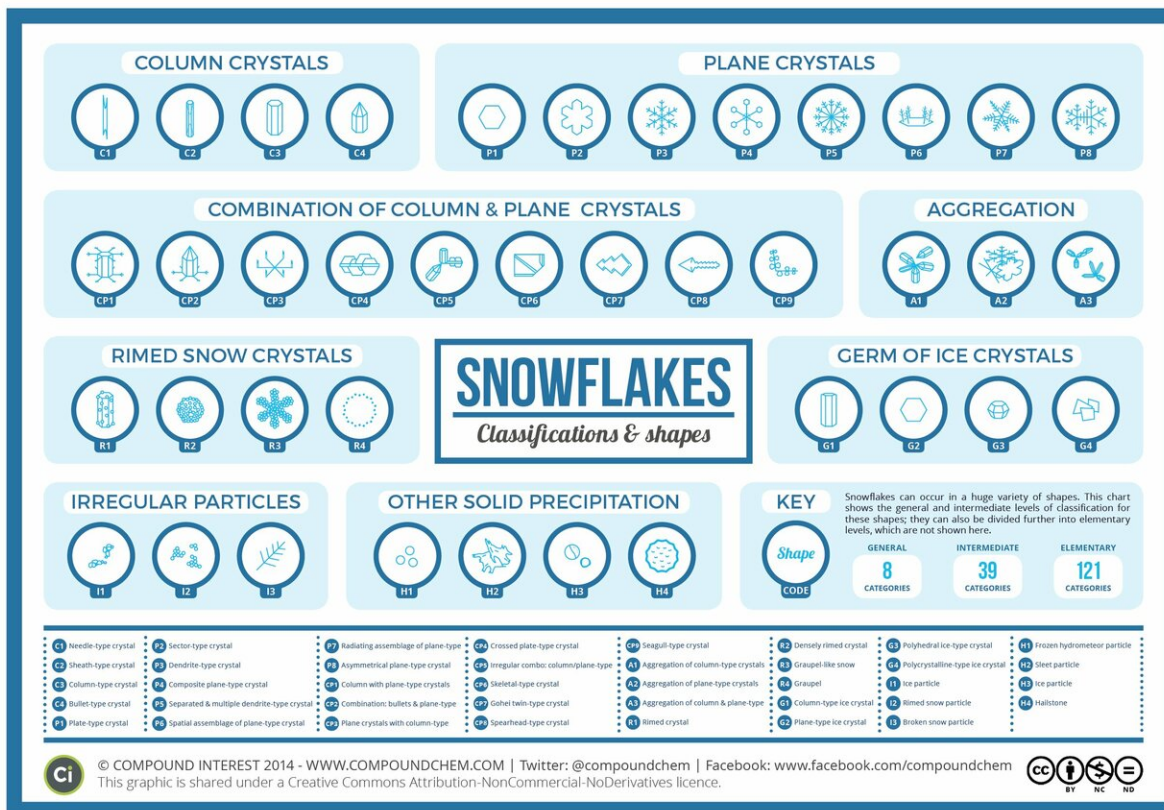 COLUMN CRYSTALS
C1
C2
C3
C4
PLANE CRYSTALS
P1
P2
P3
P4
P5
P6
P7
P8
COMBINATION OF COLUMN & PLANE CRYSTALS
CP1
CP2
CP3
CP4
CP5
CP6
CP7
CP8
CP9
AGGREGATION
A1
A2
A3
RIMED SNOW CRYSTALS
R1
R2
R3
R4
SNOWFLAKES
Classifications & shapes
GERM OF ICE CRYSTALS
G1
G2
G3
G4
IRREGULAR PARTICLES
I1
I2
I3
OTHER SOLID PRECIPITATION
H1
H2
H3
H4
KEY
Shape
CODE
Snowflakes can occur in a huge variety of shapes. This chart
shows the general and intermediate levels of classification for
these shapes; they can also be divided further into elementary
levels, which are not shown here.
GENERAL
8
CATEGORIES
INTERMEDIATE
39
CATEGORIES
ELEMENTARY
121
CATEGORIES
C1 Needle-type crystal
C2 Sheath-type crystal
C3 Column-type crystal
C4 Bullet-type crystal
P1 Plate-type crystal
P2 Sector-type crystal
P3 Dendrite-type crystal
P4 Composite plane-type crystal
P5 Separated & multiple dendrite-type crystal
P6 Spatial assemblage of plane-type crystal
P7 Radiating assemblage of plane-type
P8 Asymmetrical plane-type crystal
CP1 Column with plane-type crystals
CP2 Combination: bullets & plane-type
CP3 Plane crystals with column-type
CP4 Crossed plate-type crystal
CP5 Irregular combo: column/plane-type
CP6 Skeletal-type crystal
CP7 Gohei twin-type crystal
CP8 Spearhead-type crystal
CP9 Seagull-type crystal
A1 Aggregation of column-type crystals
A2 Aggregation of plane-type crystals
A3 Aggregation of column & plane-type
R1 Rimed crystal
R2 Densely rimed crystal
R3 Graupel-like snow
R4 Graupel
G1 Column-type ice crystal
G2 Plane-type ice crystal
G3 Polyhedral ice-type crystal
G4 Polycrystalline-type ice crystal
I1 Ice particle
I2 Rimed snow particle
I3 Broken snow particle
H1 Frozen hydrometeor particle
H2 Sleet particle
H3 Ice particle
H4 Hailstone
Ci
© COMPOUND INTEREST 2014 - WWW.COMPOUNDCHEM.COM | Twitter: @compoundchem | Facebook: www.facebook.com/compoundchem
This graphic is shared under a Creative Commons Attribution-NonCommercial-NoDerivatives licence.
cc
BY NC ND